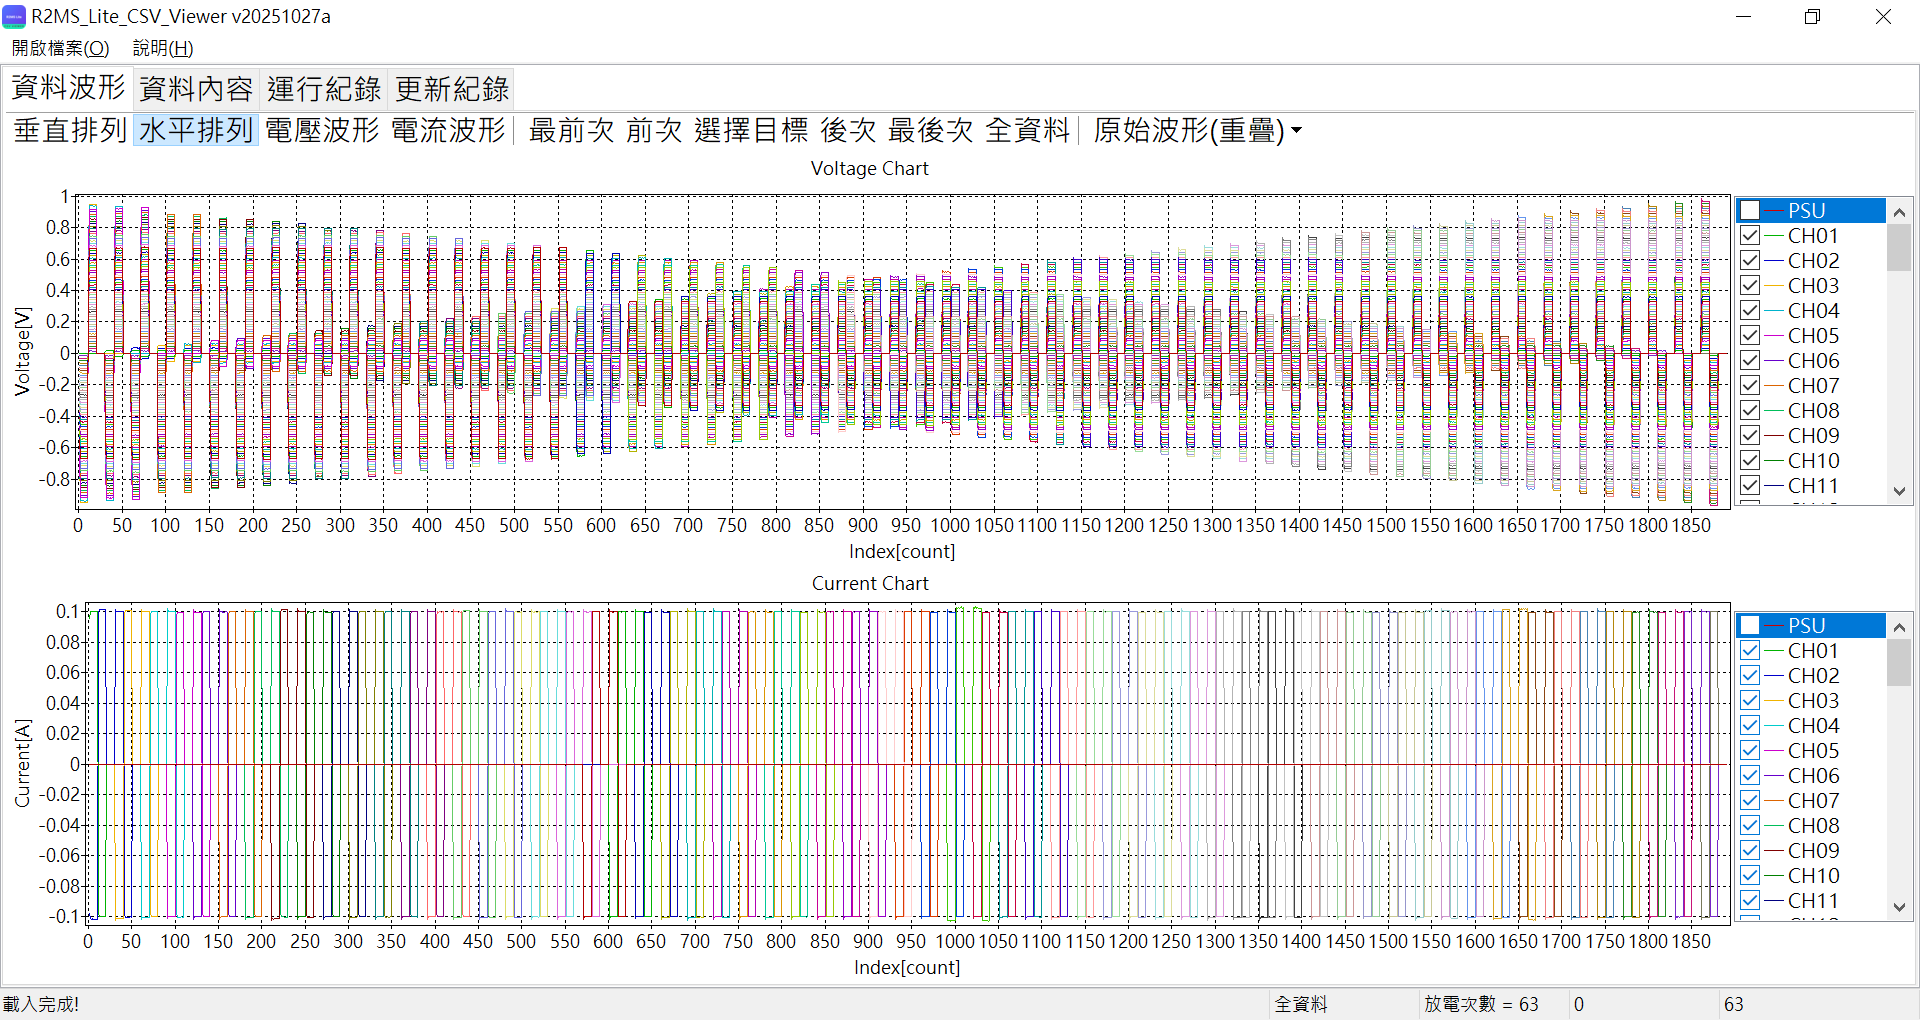 R2MS_Lite_CSV_Viewer v20251027a
開啟檔案(O) 說明(H)
資料波形 資料內容 運行紀錄 更新紀錄
垂直排列 水平排列 電壓波形 電流波形 最前次 前次 選擇目標 後次 最後次 全資料 原始波形(重疊)
Voltage Chart
1
0.8
0.6
0.4
0.2
0
-0.2
-0.4
-0.6
-0.8
Voltage[V]
0 50 100 150 200 250 300 350 400 450 500 550 600 650 700 750 800 850 900 950 1000 1050 1100 1150 1200 1250 1300 1350 1400 1450 1500 1550 1600 1650 1700 1750 1800 1850
Index[count]
PSU
CH01
CH02
CH03
CH04
CH05
CH06
CH07
CH08
CH09
CH10
CH11
Current Chart
0.1
0.08
0.06
0.04
0.02
0
-0.02
-0.04
-0.06
-0.08
-0.1
Current[A]
0 50 100 150 200 250 300 350 400 450 500 550 600 650 700 750 800 850 900 950 1000 1050 1100 1150 1200 1250 1300 1350 1400 1450 1500 1550 1600 1650 1700 1750 1800 1850
Index[count]
PSU
CH01
CH02
CH03
CH04
CH05
CH06
CH07
CH08
CH09
CH10
CH11
載入完成! 全資料 放電次數 = 63 0 63